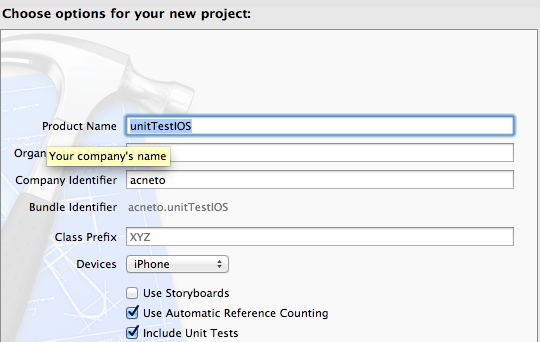 Choose options for your new project:
Product Name unitTestIOS
Organ
Your company's name
Company Identifier acneto
Bundle Identifier acneto.unitTestIOS
Class Prefix XYZ
Devices iPhone
Use Storyboards
Use Automatic Reference Counting
Include Unit Tests